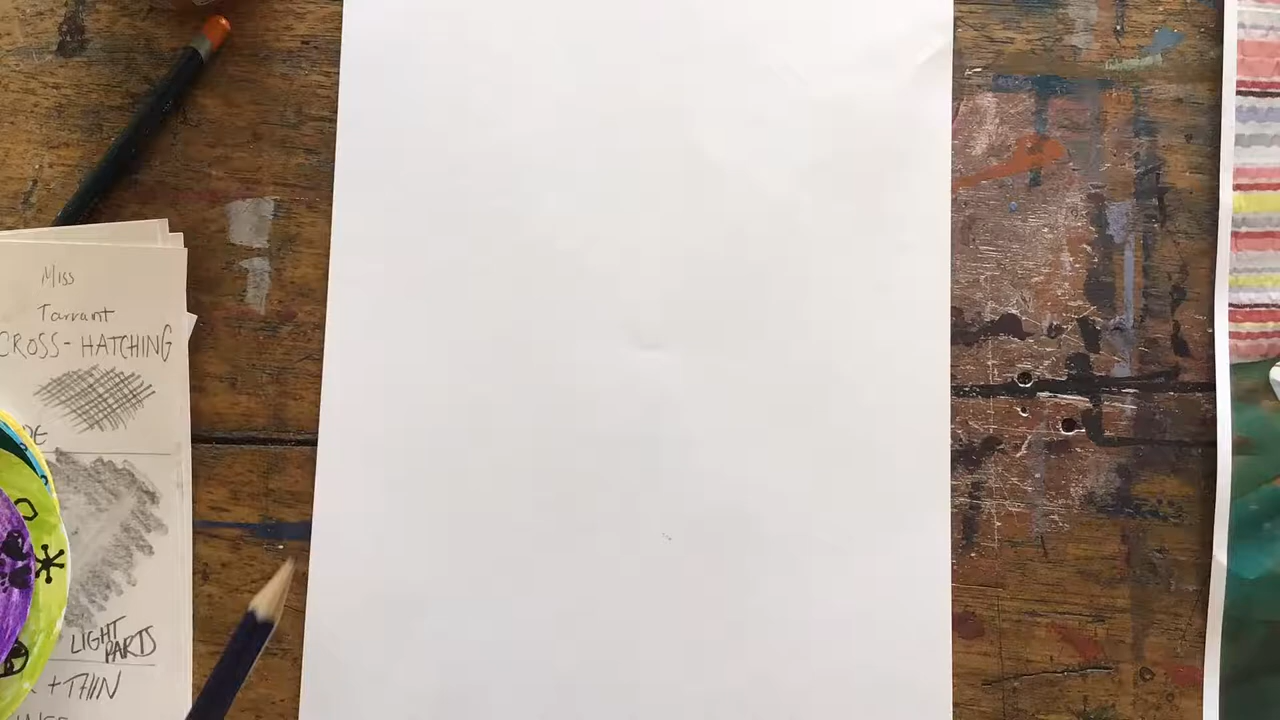 Miss
Tarrant
CROSS-HATCHING
LIGHT
PARTS
+ THIN